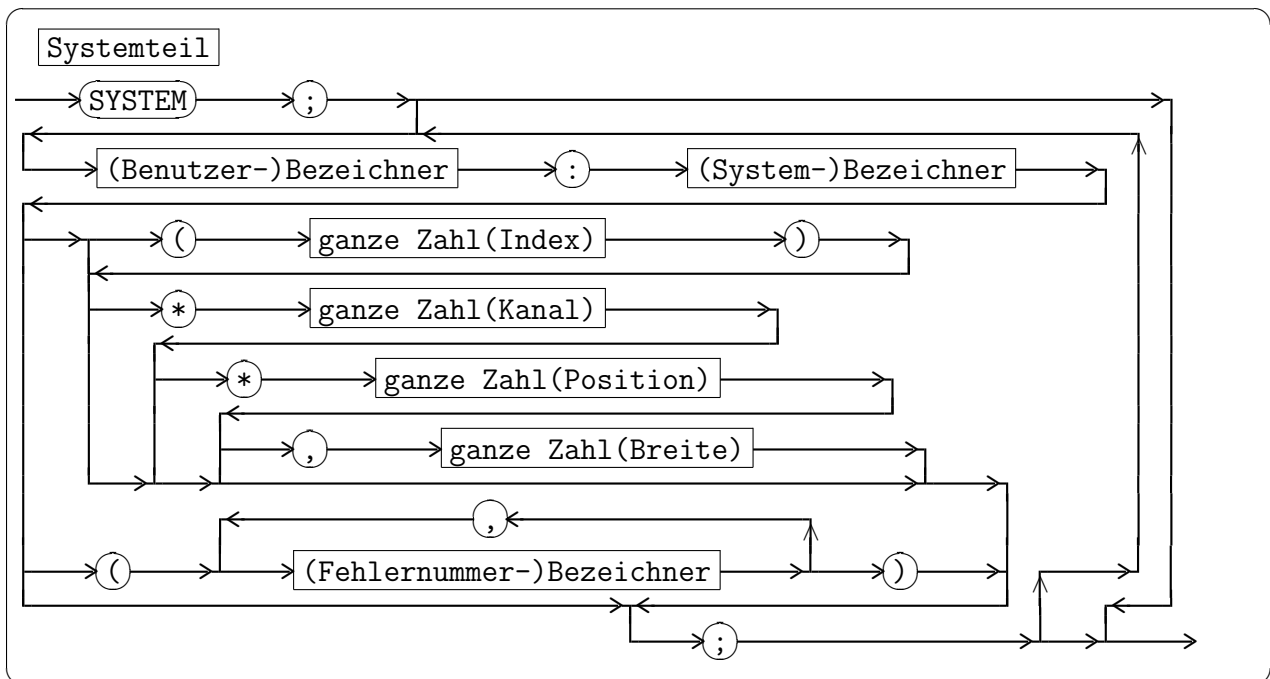 Systemteil
SYSTEM ;
(Benutzer-)Bezeichner : (System-)Bezeichner
( ganze Zahl(Index) )
* ganze Zahl(Kanal)
* ganze Zahl(Position)
, ganze Zahl(Breite)
,
( (Fehlernummer-)Bezeichner )
;